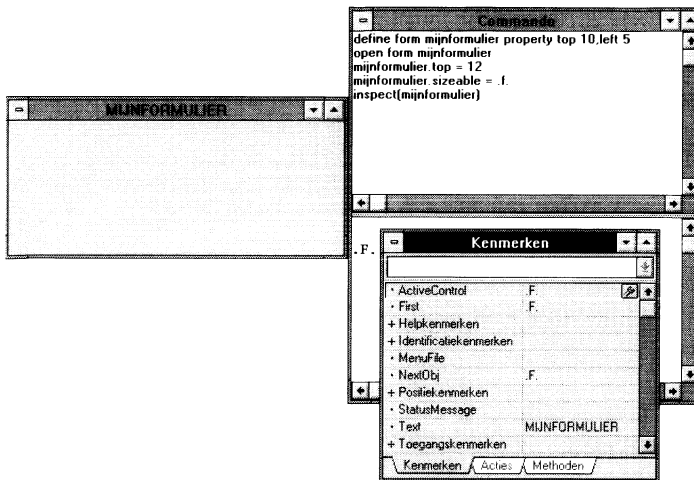 Commando
define form mijnformulier property top 10,left 5
open form mijnformulier
mijnformulier.top = 12
mijnformulier.sizeable = .f.
inspect(mijnformulier)
MIJNFORMULIER
.F.
Kenmerken
· ActiveControl .F.
· First .F.
+ Helpkenmerken
+ Identificatiekenmerken
· MenuFile
· NextObj .F.
+ Positiekenmerken
· StatusMessage
· Text MIJNFORMULIER
+ Toegangskenmerken
Kenmerken Acties Methoden